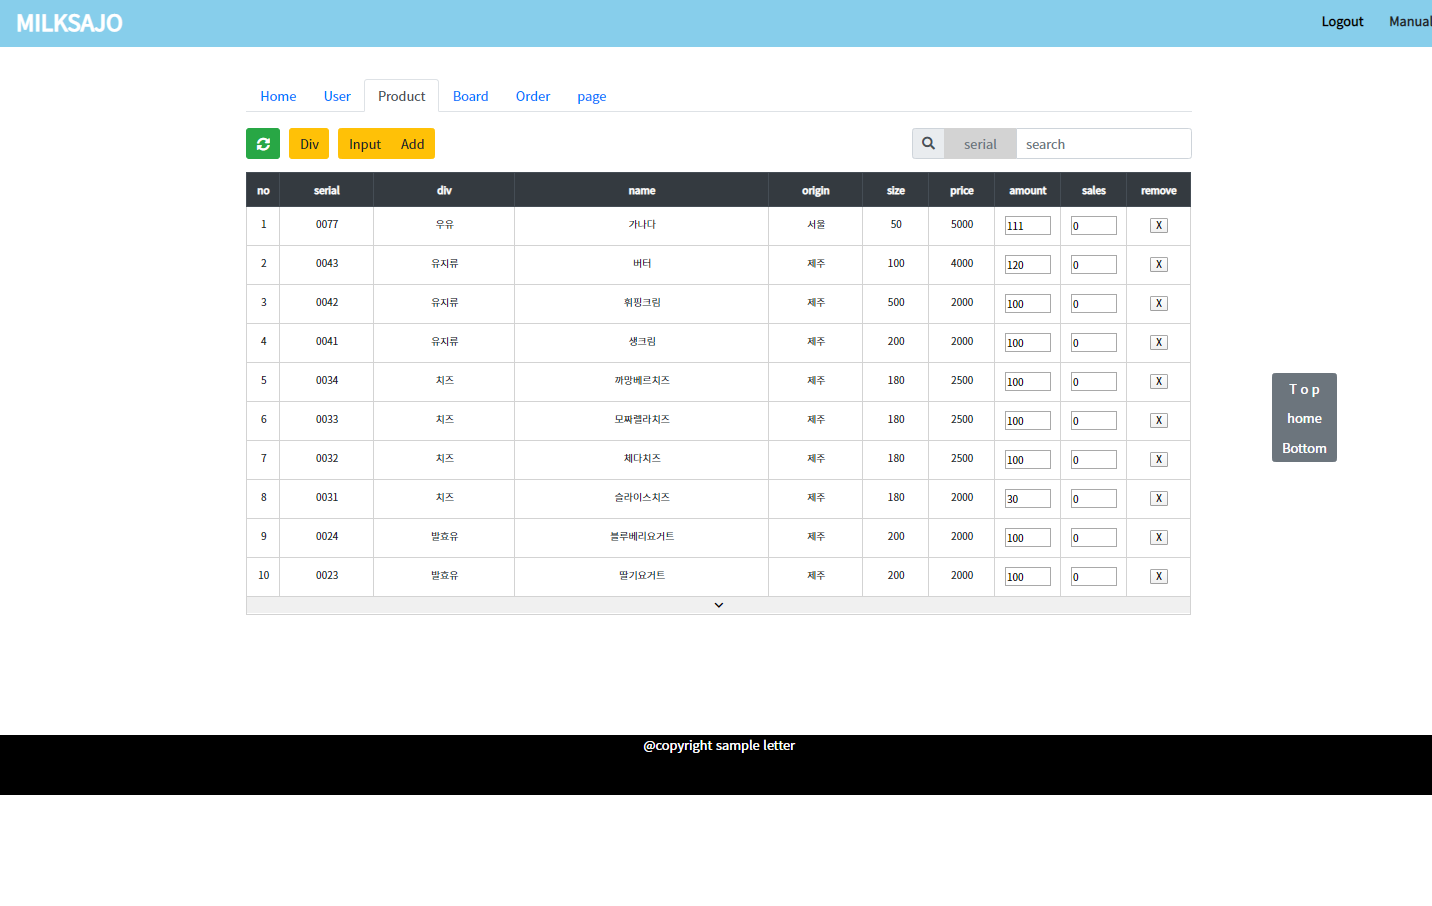 MILKSAJO Logout Manual
Home User Product Board Order page
Div Input Add serial search
no serial div name origin size price amount sales remove
1 0077 우유 가나다 서울 50 5000 111 0 X
2 0043 유지류 버터 제주 100 4000 120 0 X
3 0042 유지류 휘핑크림 제주 500 2000 100 0 X
4 0041 유지류 생크림 제주 200 2000 100 0 X
5 0034 치즈 까망베르치즈 제주 180 2500 100 0 X
6 0033 치즈 모짜렐라치즈 제주 180 2500 100 0 X
7 0032 치즈 체다치즈 제주 180 2500 100 0 X
8 0031 치즈 슬라이스치즈 제주 180 2000 30 0 X
9 0024 발효유 블루베리요거트 제주 200 2000 100 0 X
10 0023 발효유 딸기요거트 제주 200 2000 100 0 X
T o p
home
Bottom
@copyright sample letter